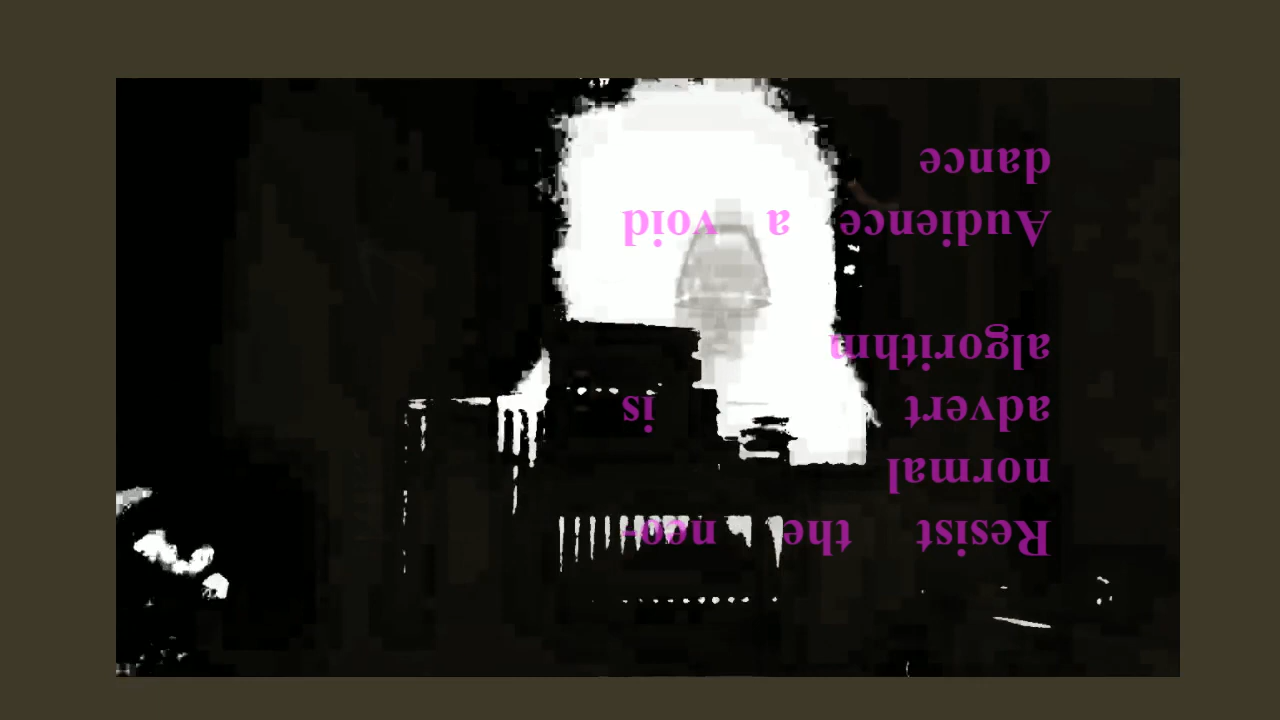 Resist the neo-
normal
advert is
algorithm
Audience a void
dance